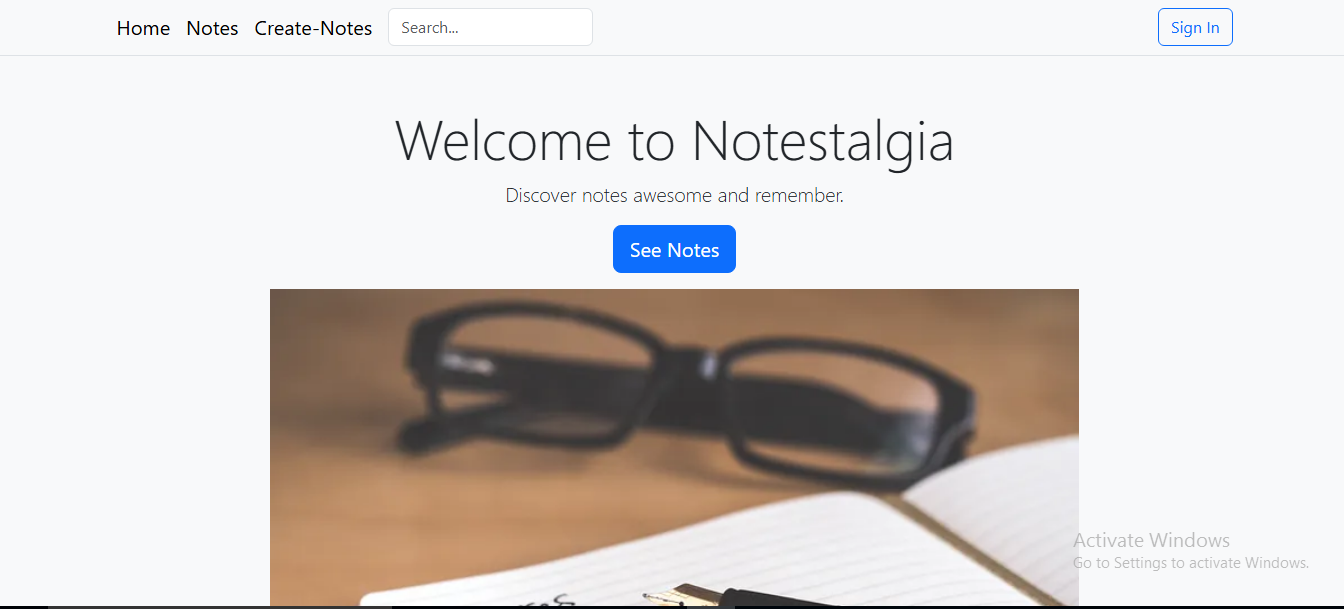 Home Notes Create-Notes Search... Sign In
Welcome to Notestalgia
Discover notes awesome and remember.
See Notes
Activate Windows
Go to Settings to activate Windows.